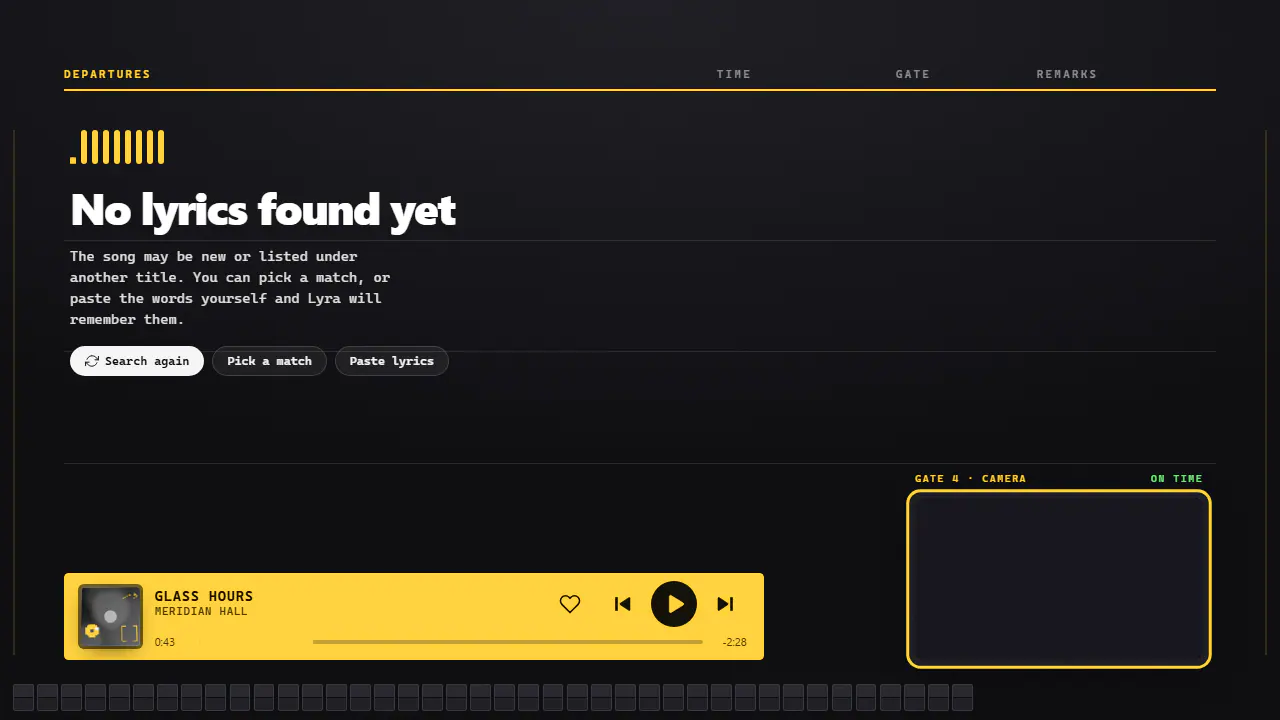 DEPARTURES TIME GATE REMARKS
No lyrics found yet
The song may be new or listed under
another title. You can pick a match, or
paste the words yourself and Lyra will
remember them.
Search again Pick a match Paste lyrics
GATE 4 · CAMERA ON TIME
GLASS HOURS
MERIDIAN HALL
0:43 -2:28